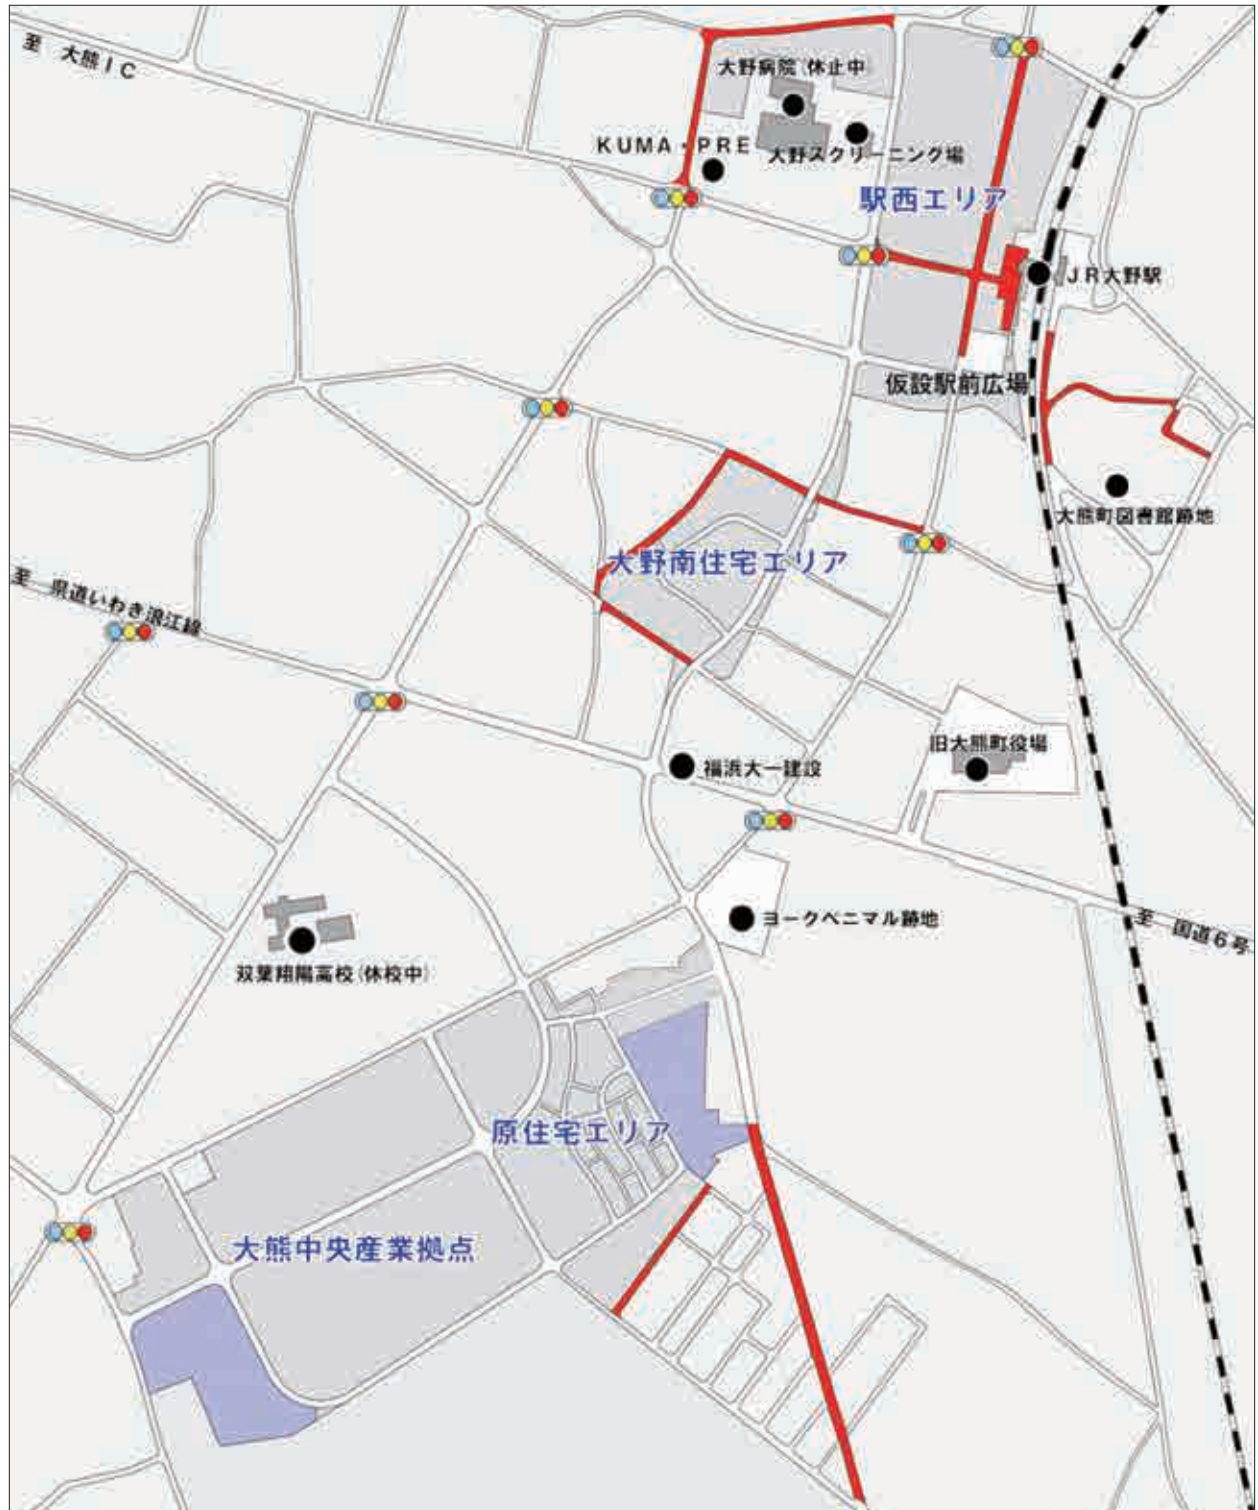 至 大熊IC
大野病院(休止中)
KUMA・PRE
大野スクリーニング場
駅西エリア
JR大野駅
仮設駅前広場
大熊町図書館跡地
大野南住宅エリア
至 県道いわき浪江線
旧大熊町役場
福浜大一建設
ヨークベニマル跡地
至 国道6号
双葉翔陽高校(休校中)
原住宅エリア
大熊中央産業拠点